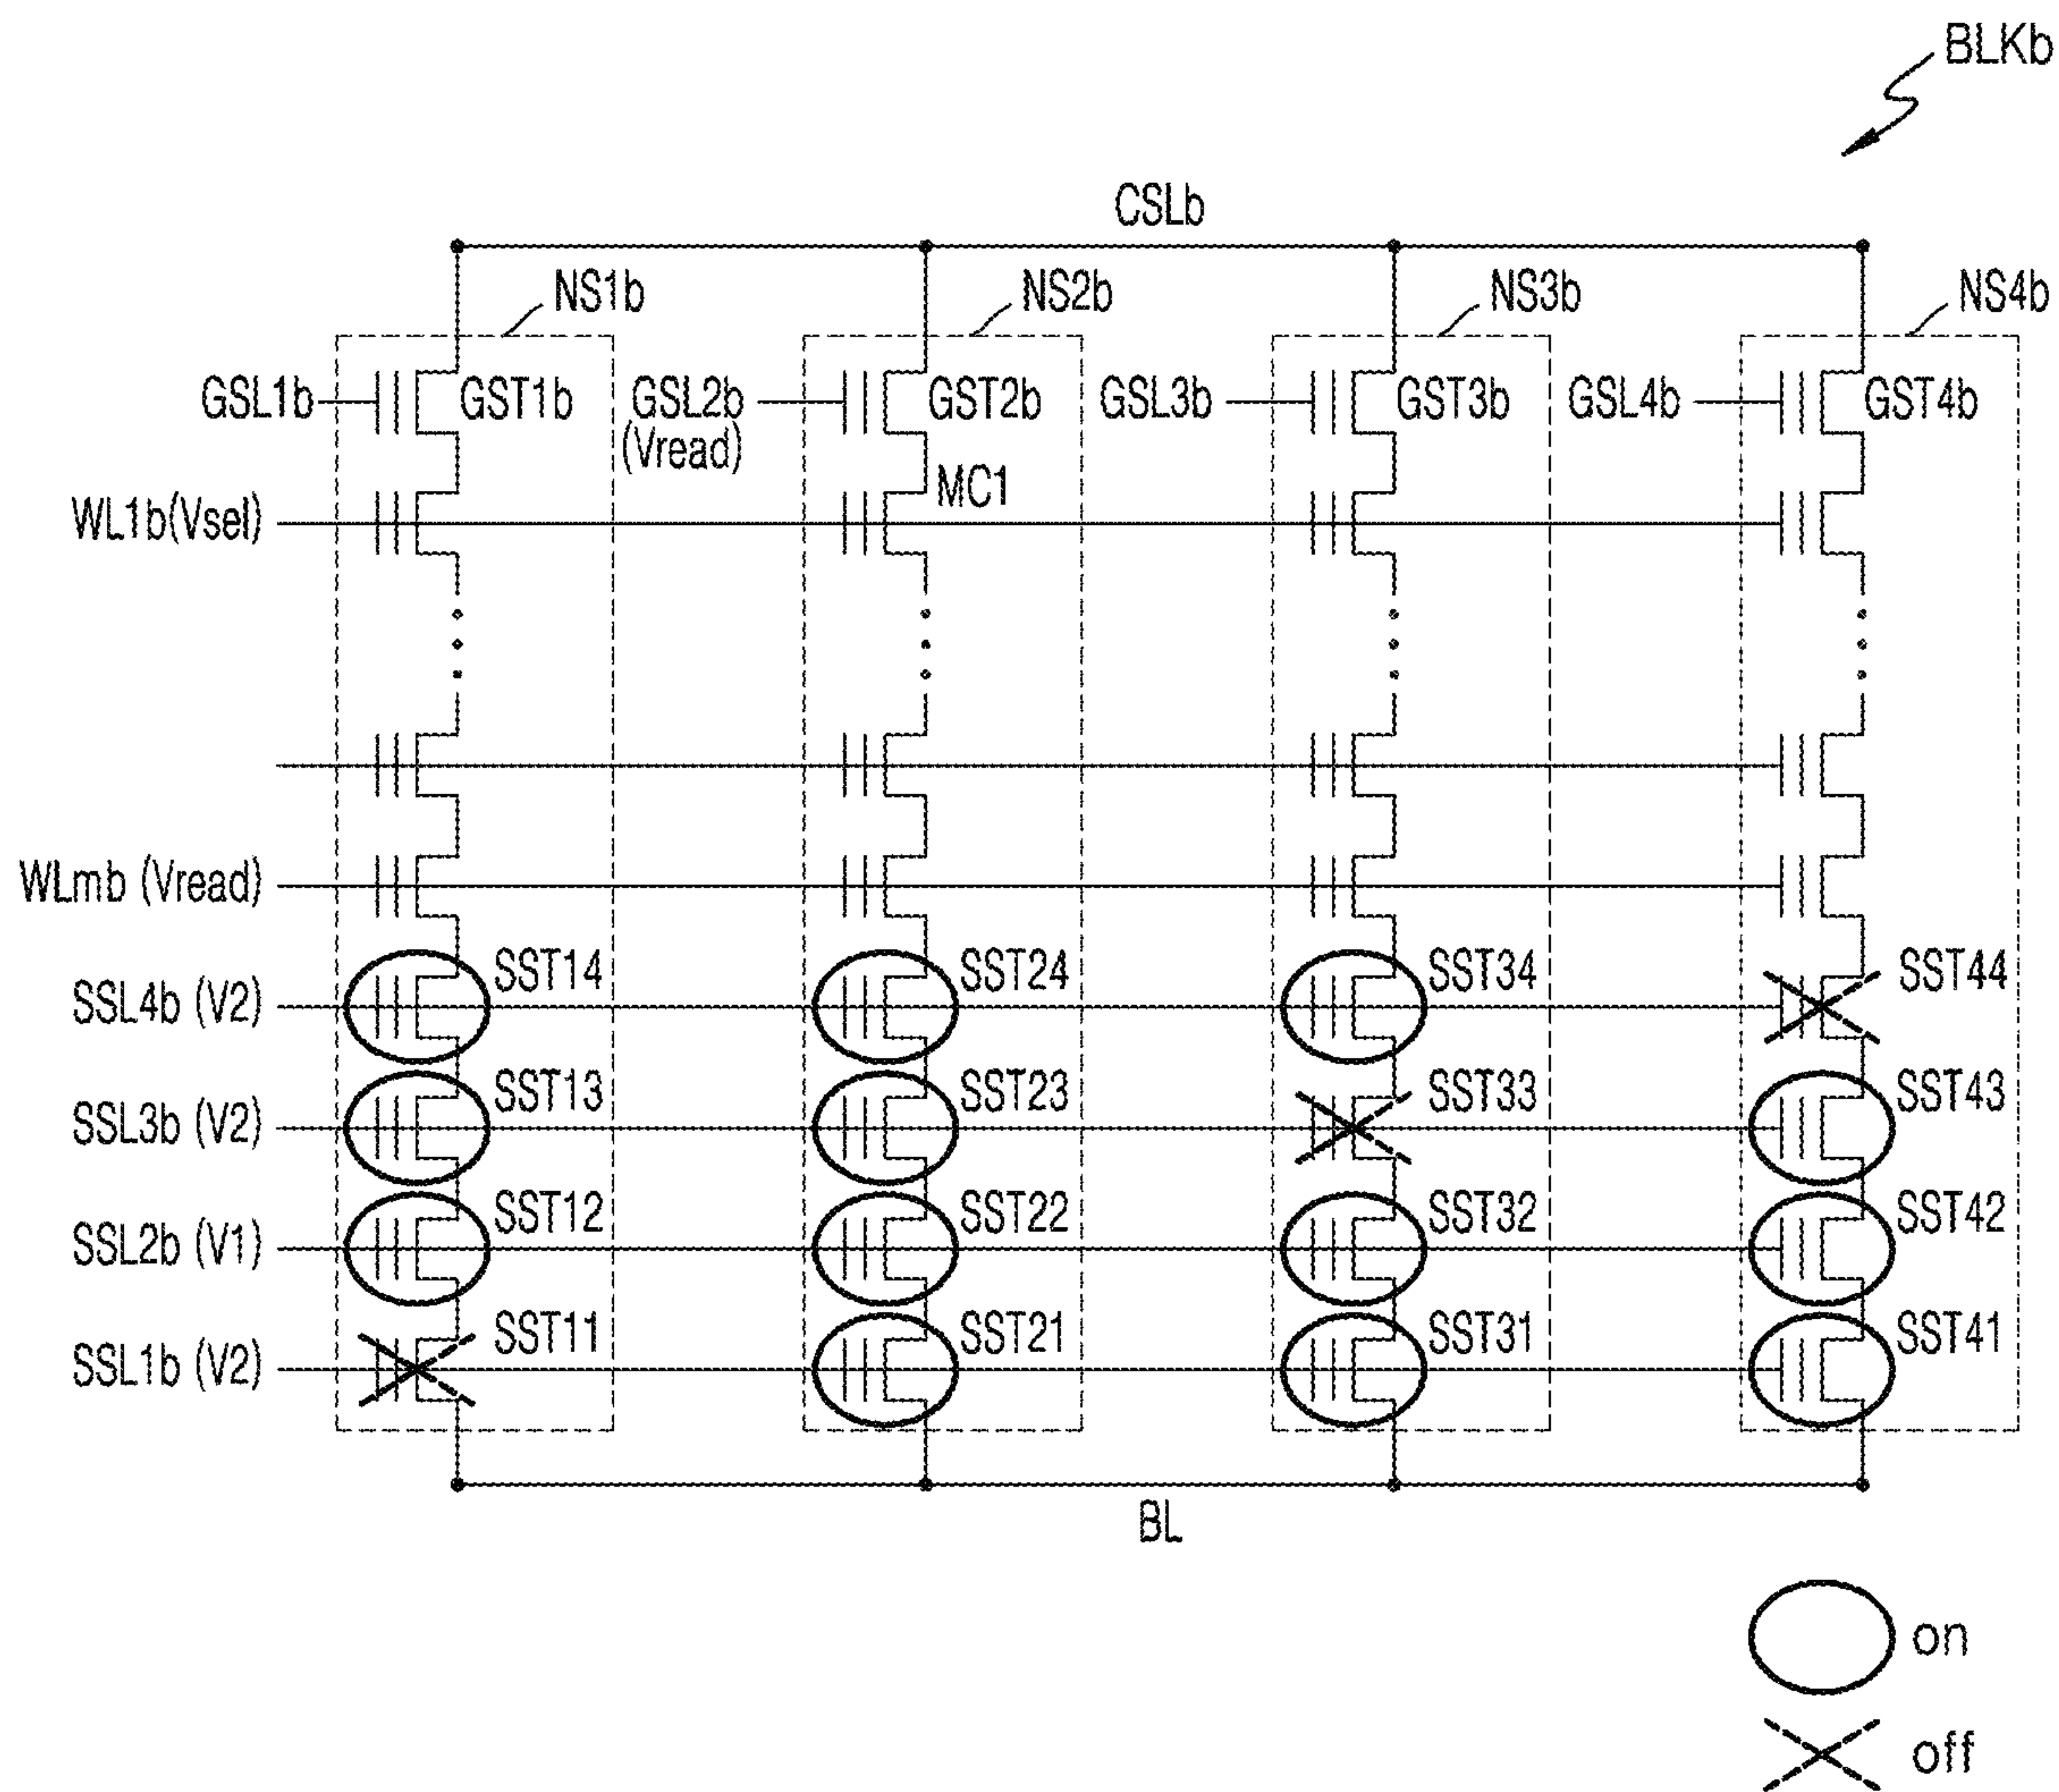 BLKb
CSLb
NS1b NS2b NS3b NS4b
GSL1b GST1b GSL2b GST2b GSL3b GST3b GSL4b GST4b
(Vread)
MC1
WL1b(Vsel)
WLmb (Vread)
SSL4b (V2) SST14 SST24 SST34 SST44
SSL3b (V2) SST13 SST23 SST33 SST43
SSL2b (V1) SST12 SST22 SST32 SST42
SSL1b (V2) SST11 SST21 SST31 SST41
BL
on
off